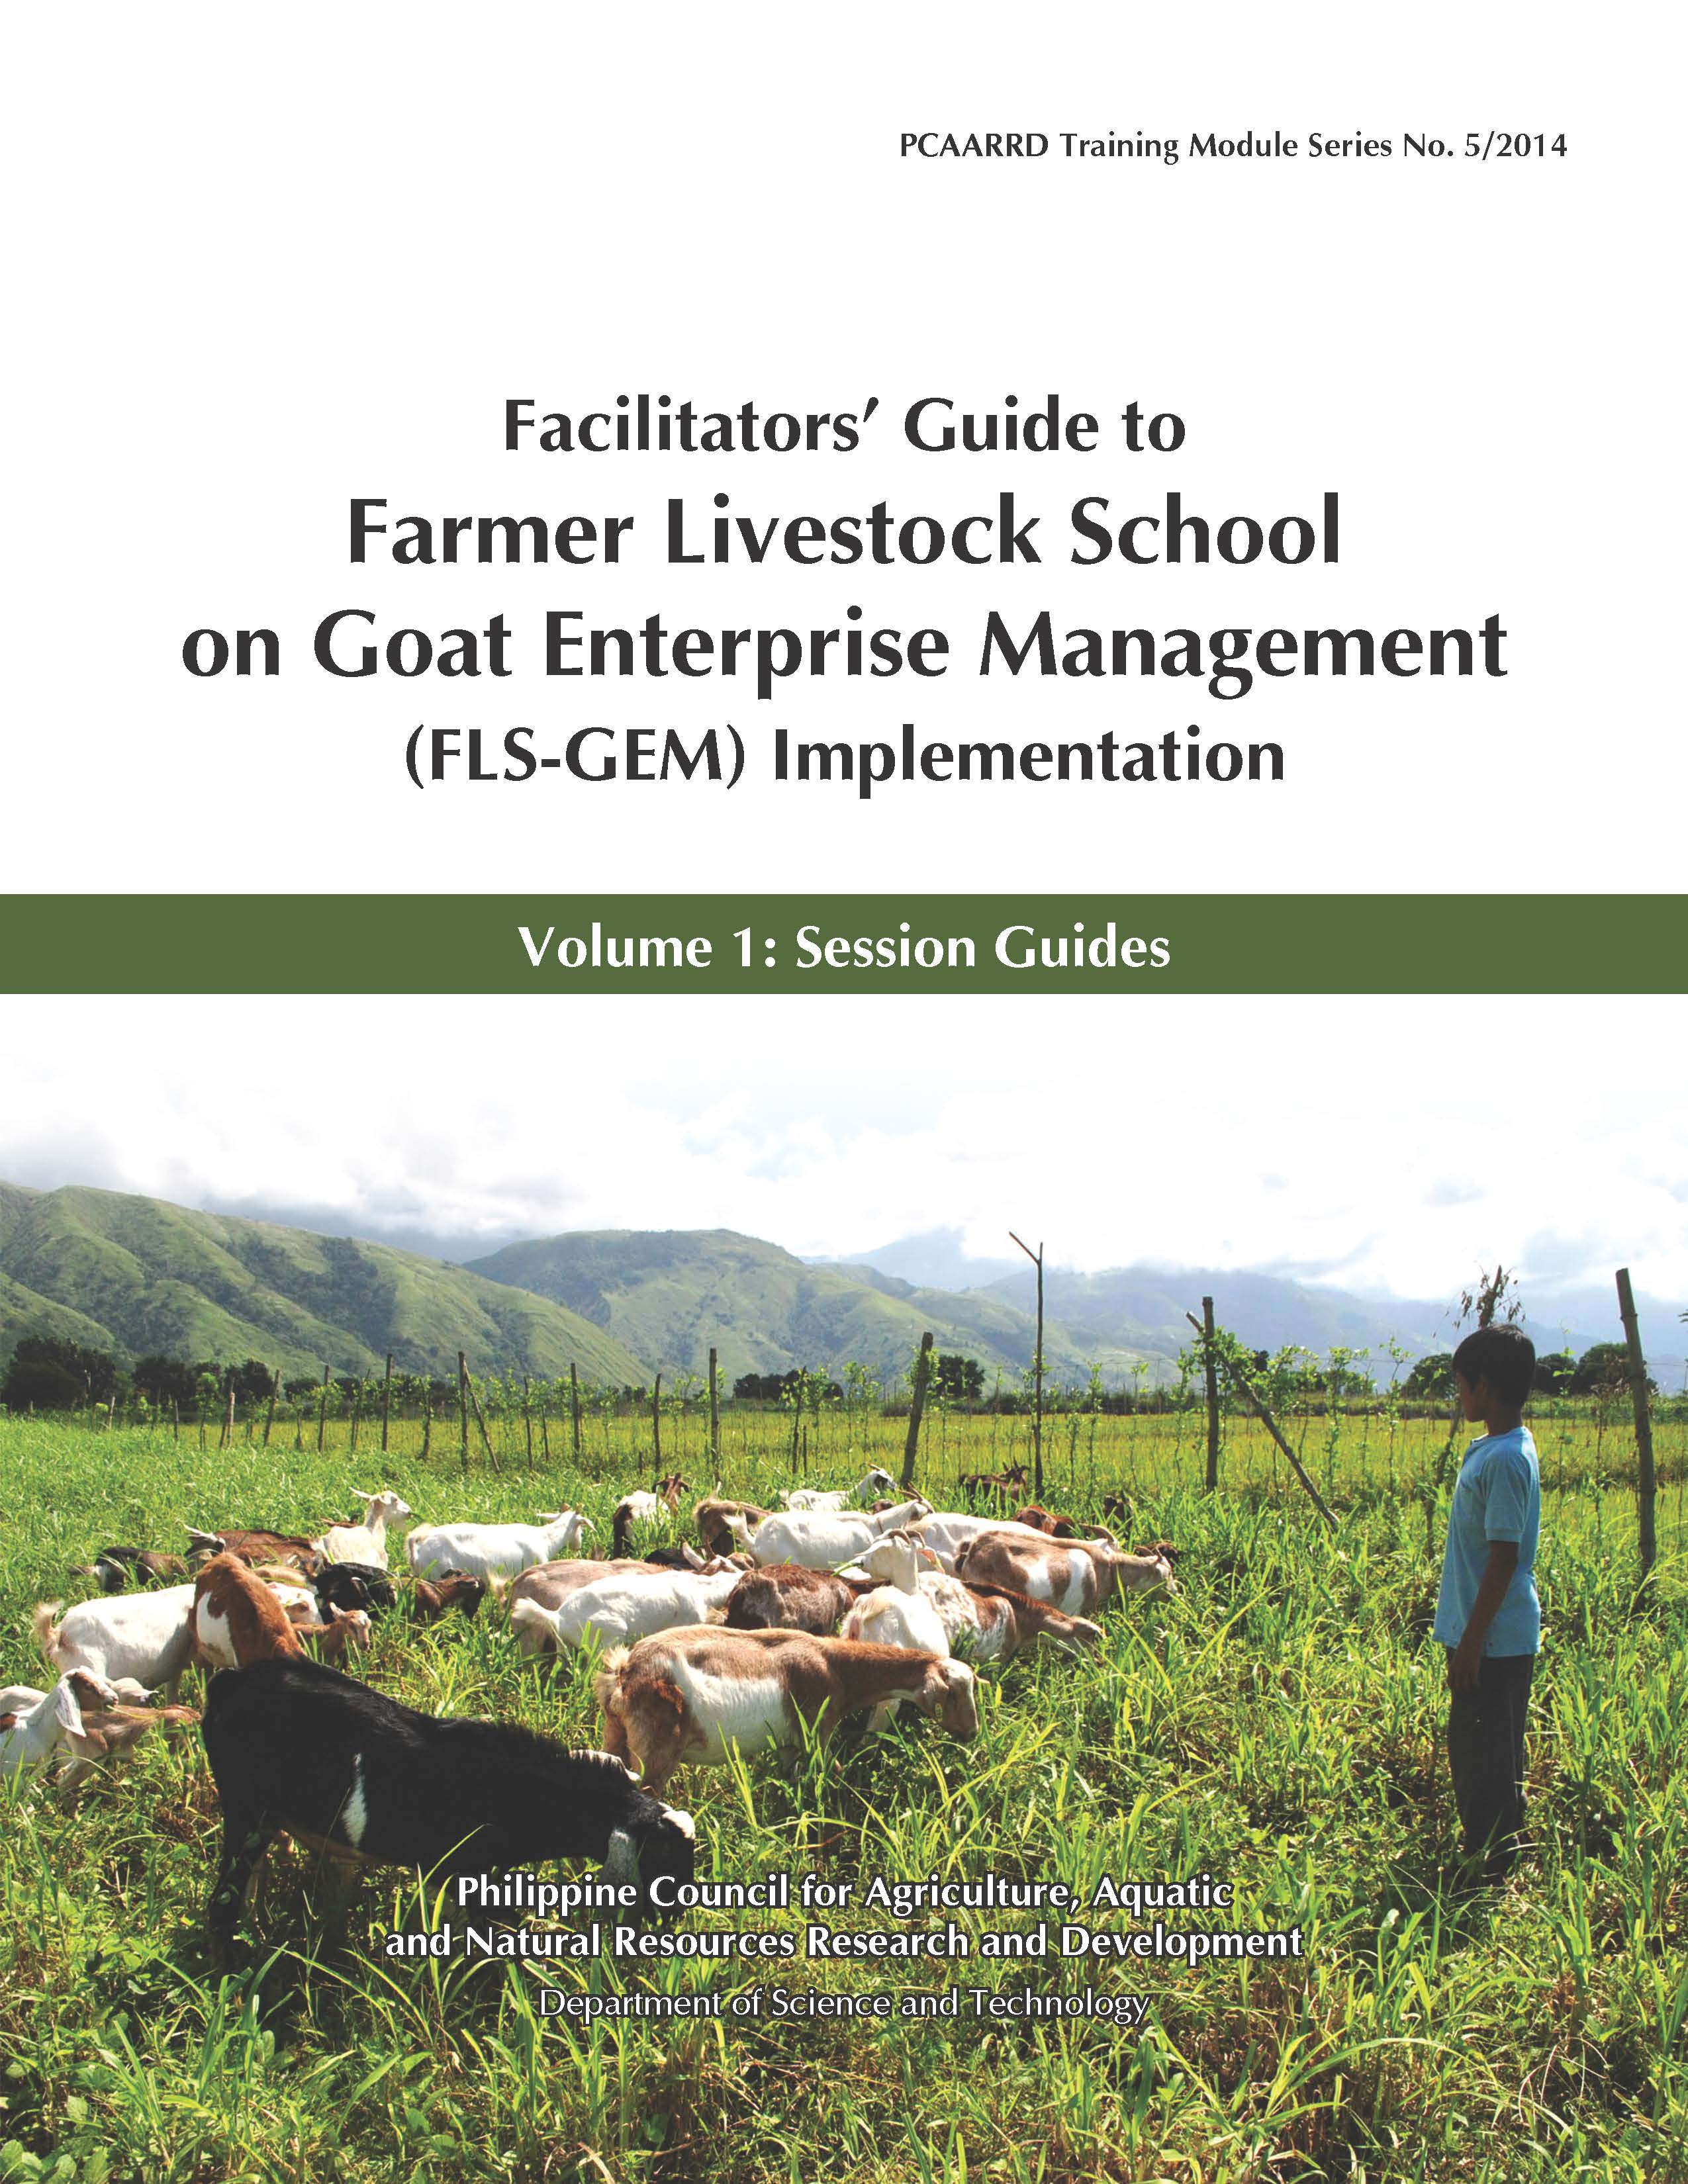 PCAARRD Training Module Series No. 5/2014
Facilitators’ Guide to
Farmer Livestock School
on Goat Enterprise Management
(FLS-GEM) Implementation
Volume 1: Session Guides
Philippine Council for Agriculture, Aquatic
and Natural Resources Research and Development
Department of Science and Technology